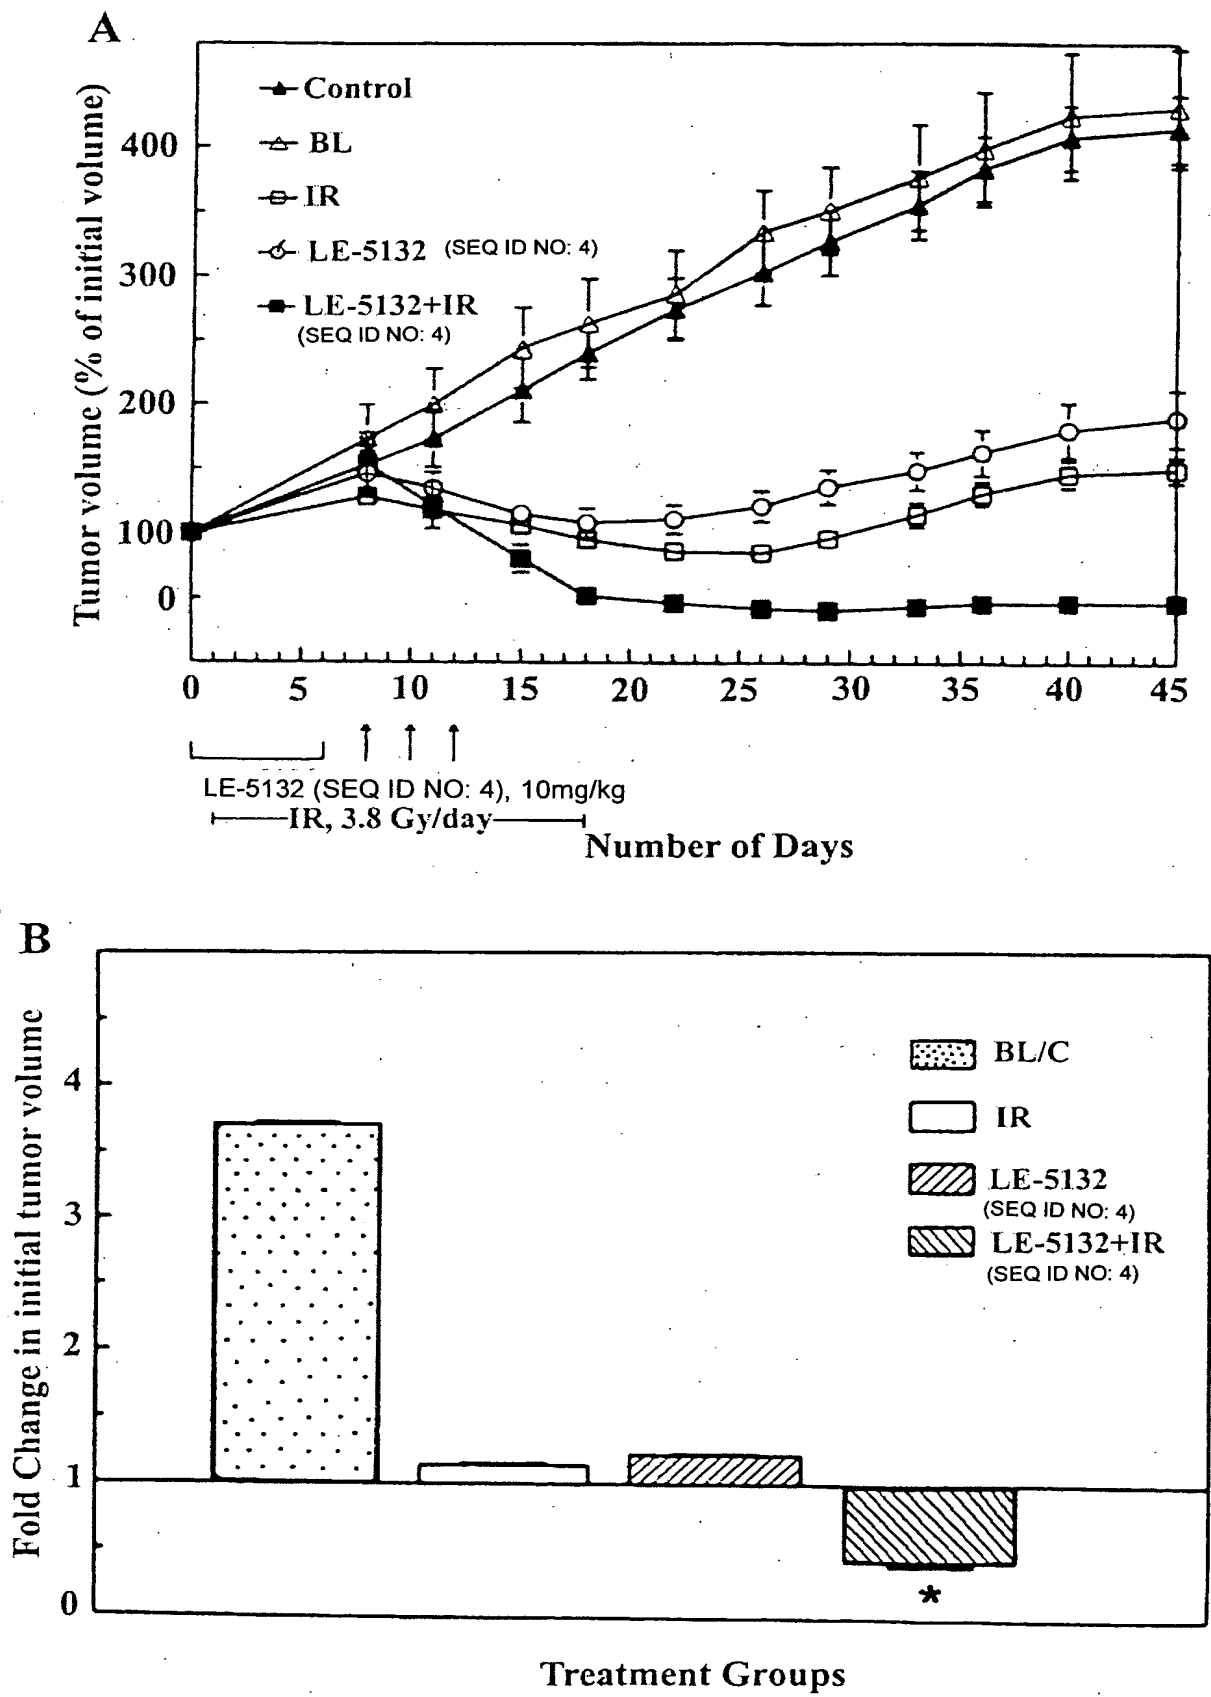 A
Tumor volume (% of initial volume)
400
300
200
100
0
Control
BL
IR
LE-5132 (SEQ ID NO: 4)
LE-5132+IR
(SEQ ID NO: 4)
0 5 10 15 20 25 30 35 40 45
LE-5132 (SEQ ID NO: 4), 10mg/kg
IR, 3.8 Gy/day
Number of Days
B
Fold Change in initial tumor volume
4
3
2
1
0
BL/C
IR
LE-5132
(SEQ ID NO: 4)
LE-5132+IR
(SEQ ID NO: 4)
*
Treatment Groups